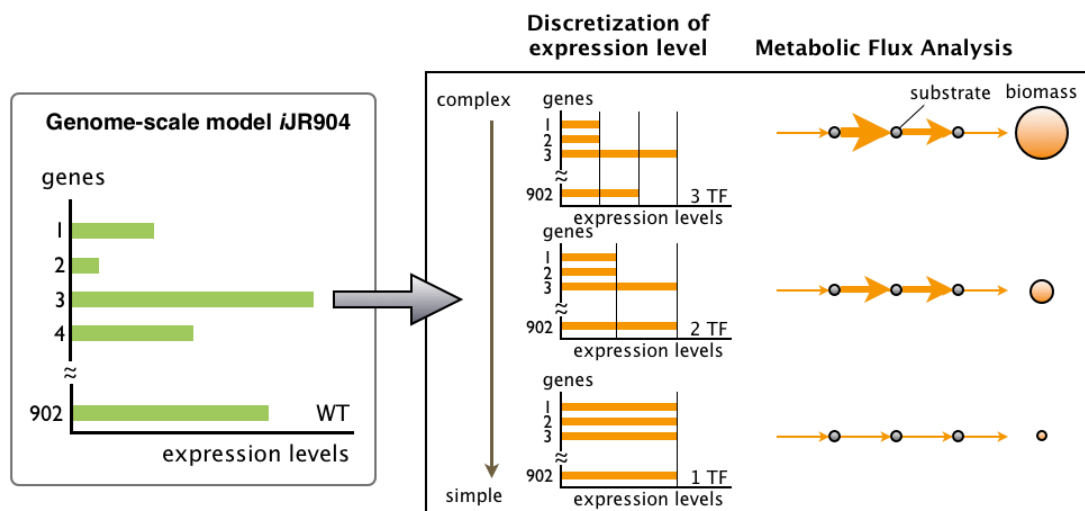 Genome-scale model iJR904
genes
1
2
3
4
≈
902
WT
expression levels
Discretization of
expression level
Metabolic Flux Analysis
complex
simple
genes
1
2
3
≈
902
3 TF
expression levels
genes
1
2
3
≈
902
2 TF
expression levels
genes
1
2
3
≈
902
1 TF
expression levels
substrate
biomass